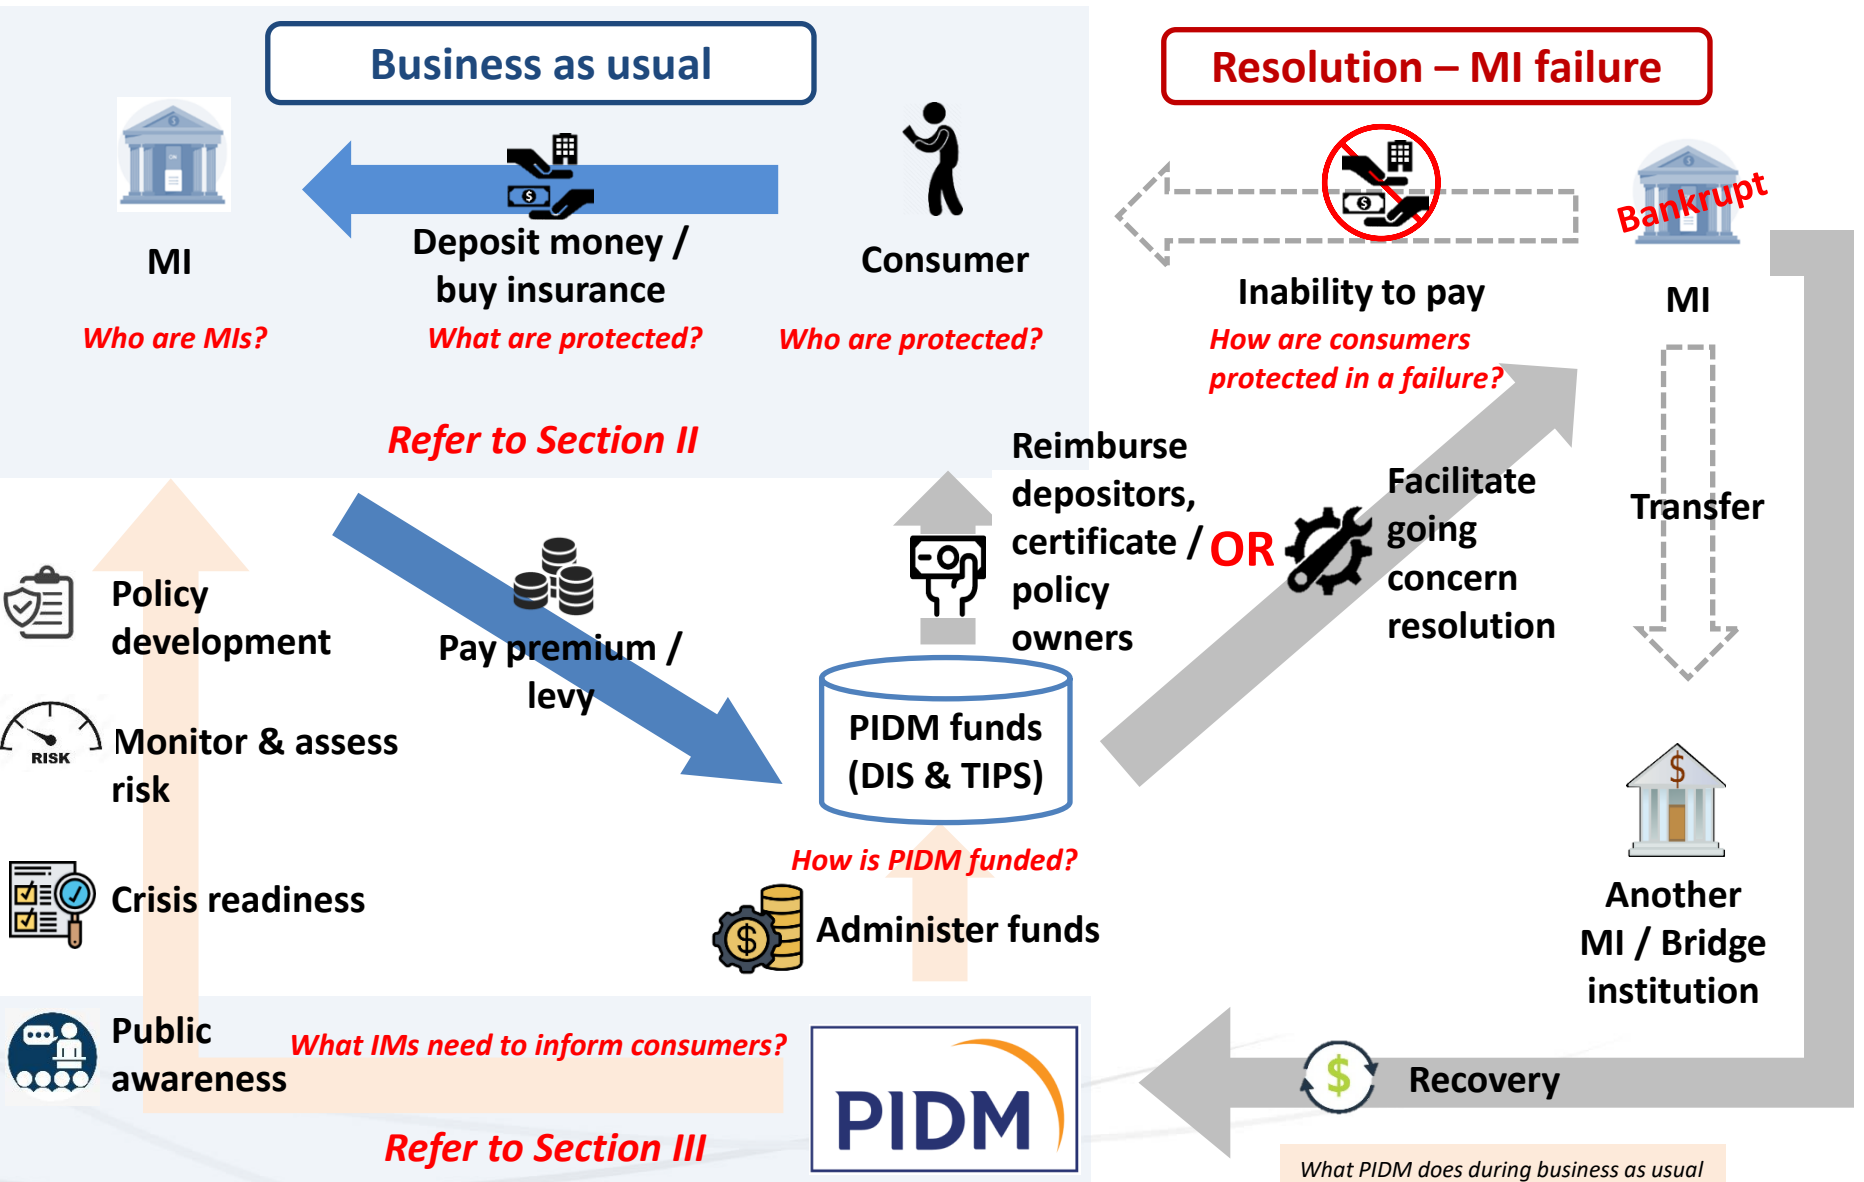 Business as usual
Resolution – MI failure
MI
Deposit money /
buy insurance
Consumer
Who are MIs?
What are protected?
Who are protected?
Refer to Section II
Bankrupt
Inability to pay
MI
How are consumers
protected in a failure?
Reimburse
depositors,
certificate /
policy
owners
OR
Facilitate
going
concern
resolution
Transfer
Policy
development
Pay premium /
levy
RISK
Monitor & assess
risk
PIDM funds
(DIS & TIPS)
How is PIDM funded?
Crisis readiness
$
Administer funds
$
Another
MI / Bridge
institution
Public
awareness
What IMs need to inform consumers?
PIDM
Refer to Section III
$
Recovery
What PIDM does during business as usual